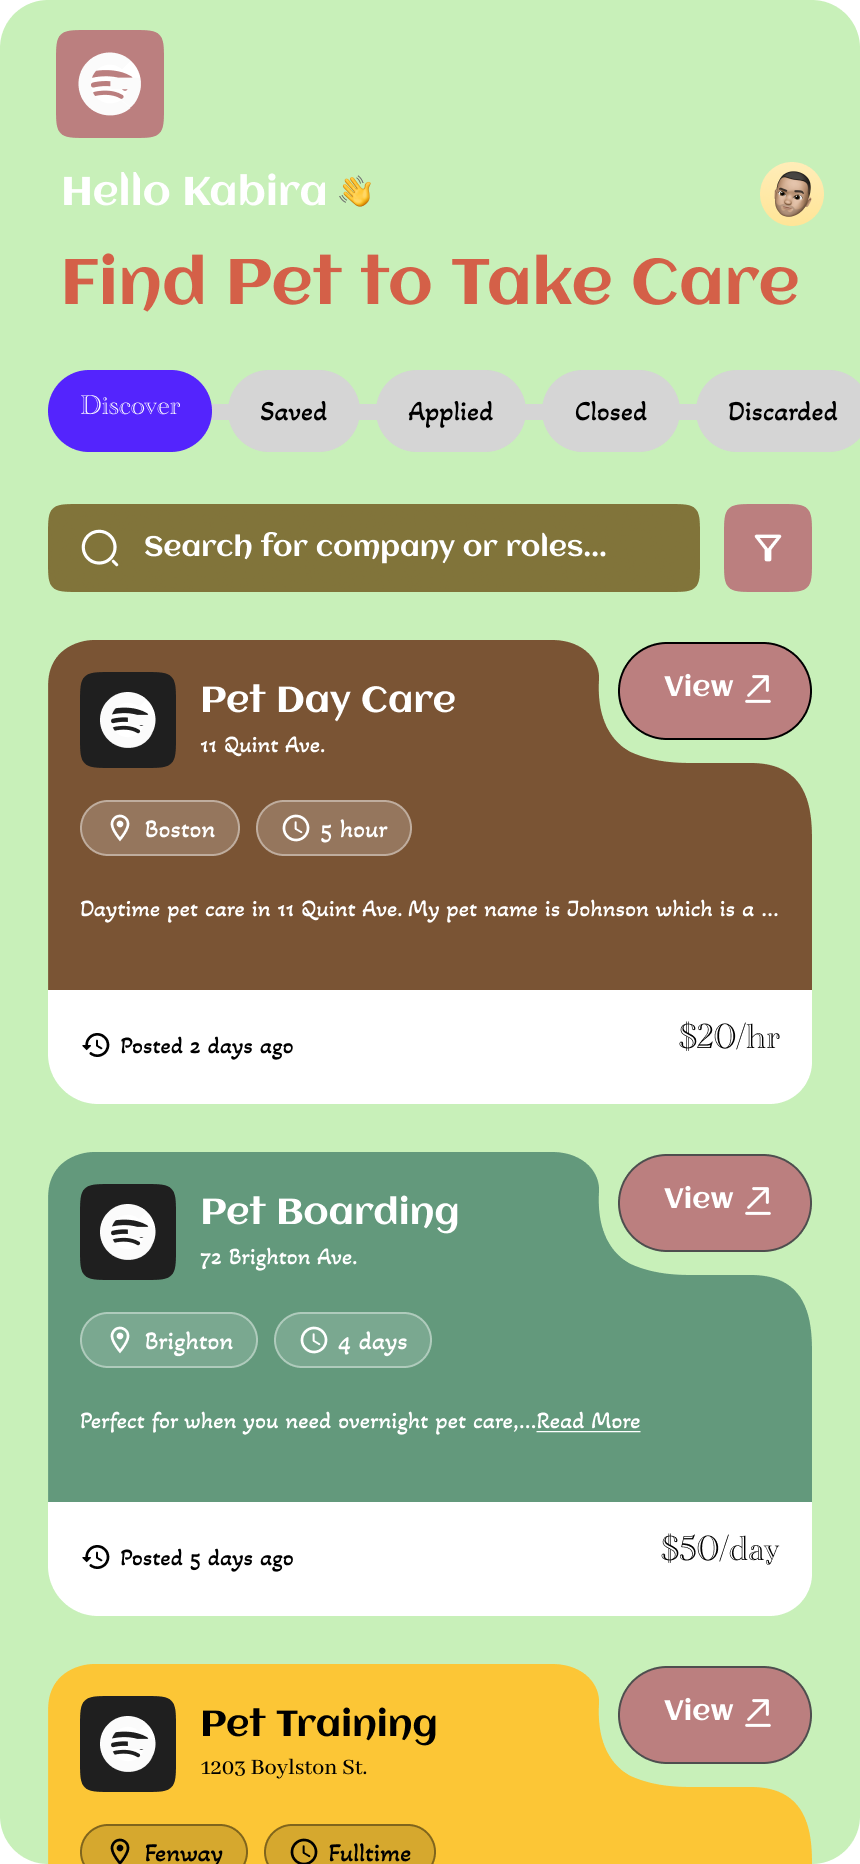 Hello Kabira 👋
Find Pet to Take Care
Discover Saved Applied Closed Discarded
Search for company or roles...
Pet Day Care
View
11 Quint Ave.
Boston 5 hour
Daytime pet care in 11 Quint Ave. My pet name is Johnson which is a ...
Posted 2 days ago $20/hr
Pet Boarding
View
72 Brighton Ave.
Brighton 4 days
Perfect for when you need overnight pet care,...Read More
Posted 5 days ago $50/day
Pet Training
View
1203 Boylston St.
Fenway Fulltime